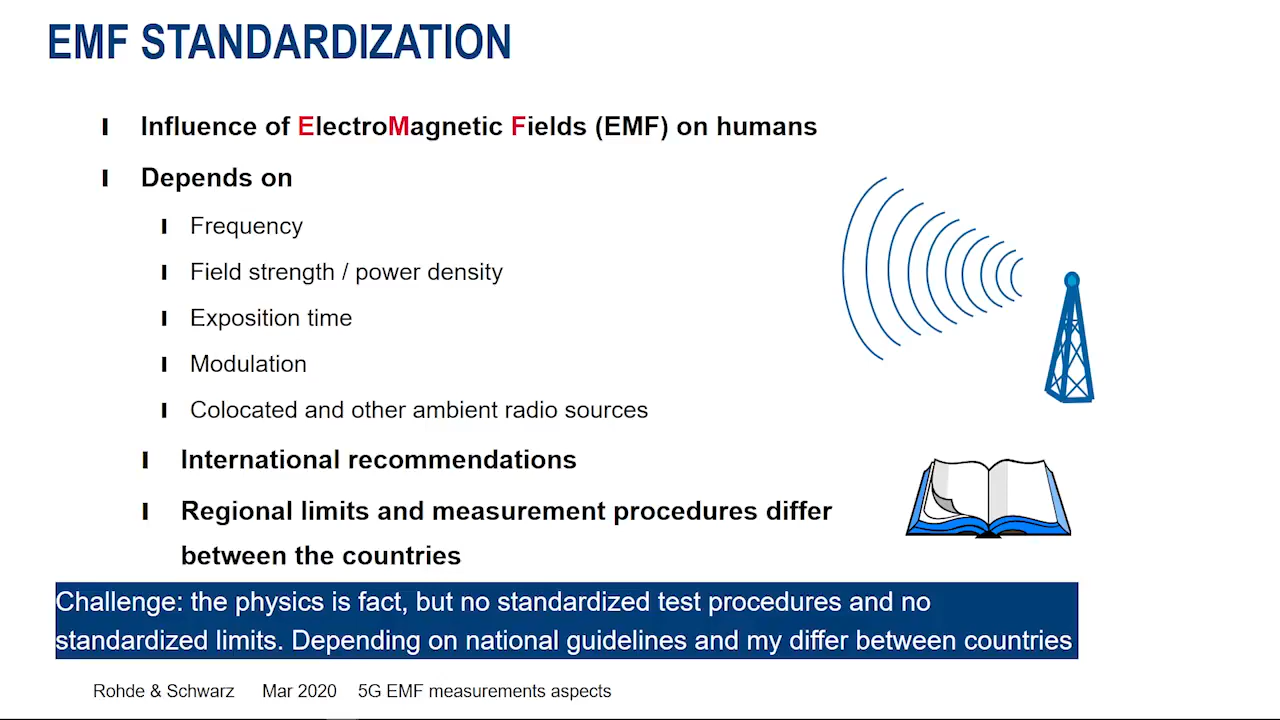 EMF STANDARDIZATION
Influence of ElectroMagnetic Fields (EMF) on humans
Depends on
Frequency
Field strength / power density
Exposition time
Modulation
Colocated and other ambient radio sources
International recommendations
Regional limits and measurement procedures differ
between the countries
Challenge: the physics is fact, but no standardized test procedures and no
standardized limits. Depending on national guidelines and my differ between countries
Rohde & Schwarz Mar 2020 5G EMF measurements aspects